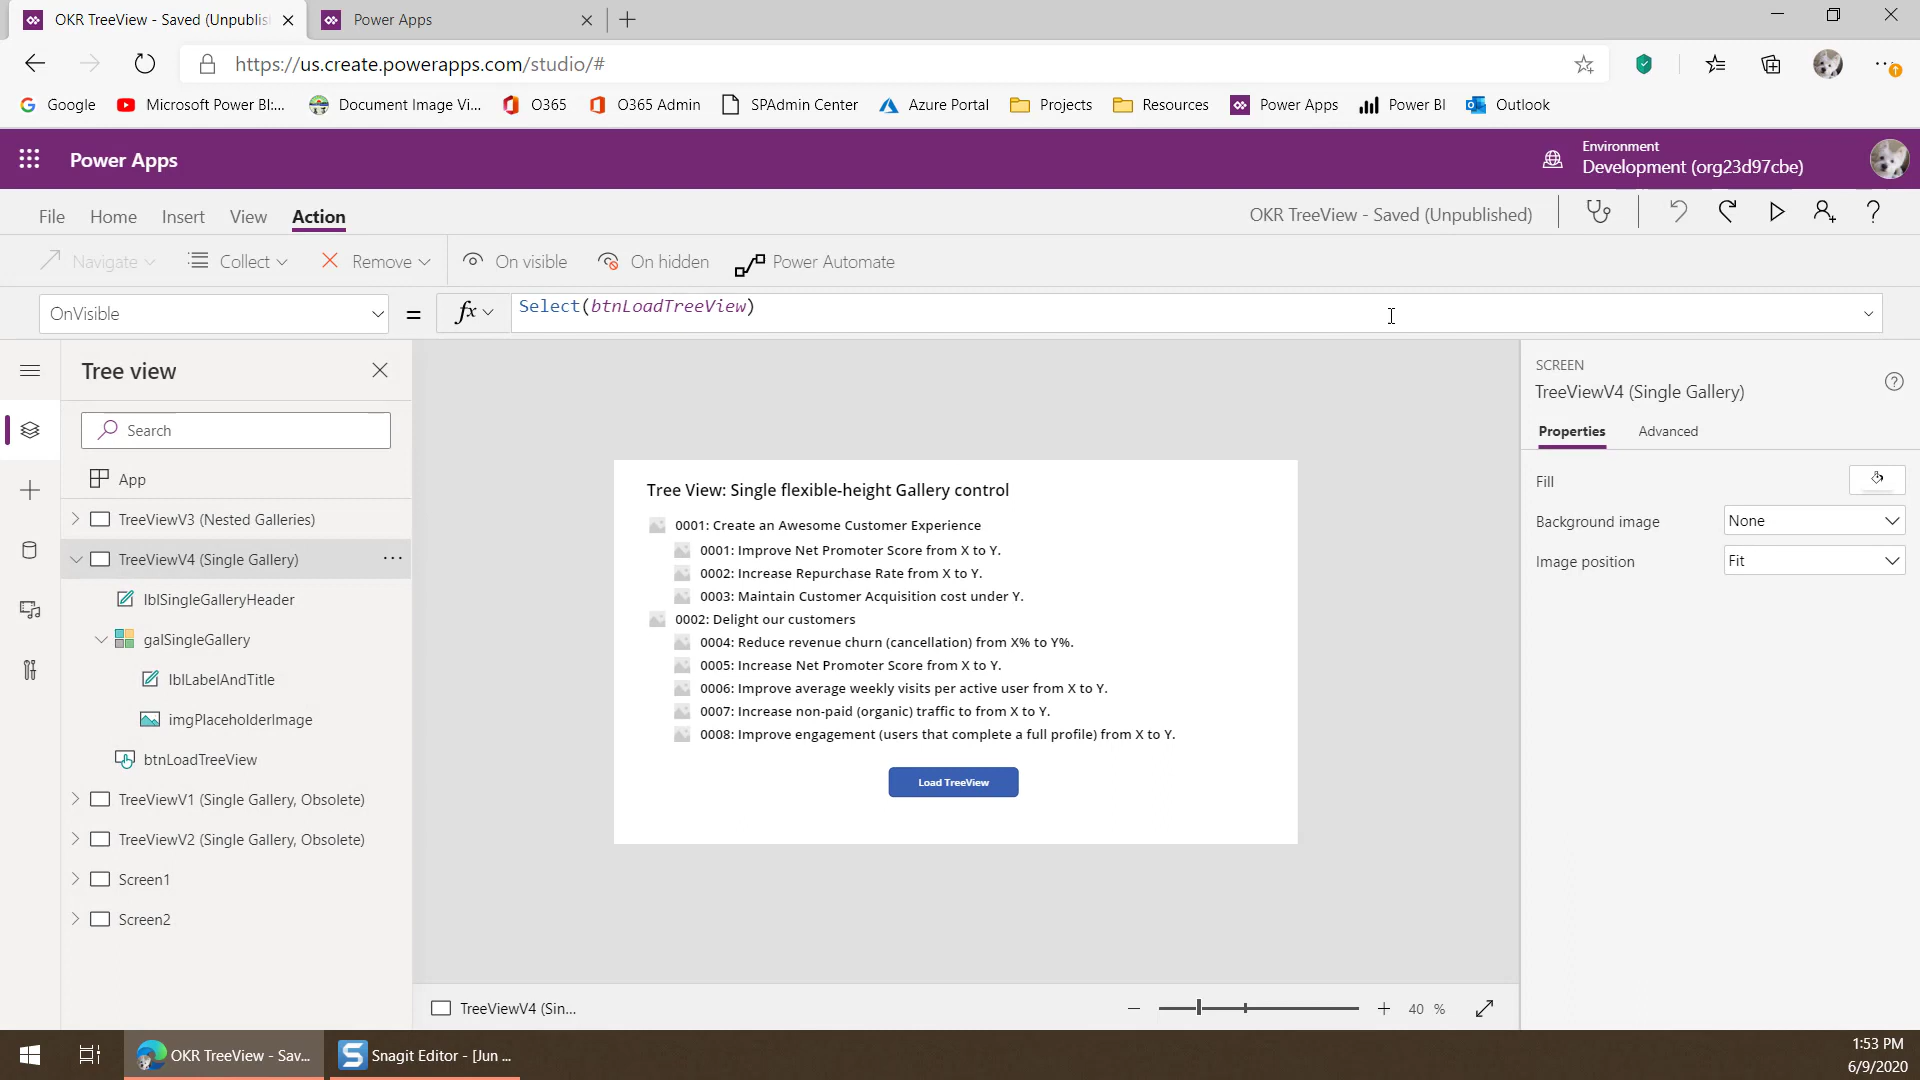 OKR TreeView - Saved (Unpublis
Power Apps
https://us.create.powerapps.com/studio/#
Google
Microsoft Power BI:...
Document Image Vi...
O365
O365 Admin
SPAdmin Center
Azure Portal
Projects
Resources
Power Apps
Power BI
Outlook
Power Apps
Environment
Development (org23d97cbe)
File
Home
Insert
View
Action
OKR TreeView - Saved (Unpublished)
Navigate
Collect
Remove
On visible
On hidden
Power Automate
OnVisible
=
fx
Select(btnLoadTreeView)
Tree view
Search
App
TreeViewV3 (Nested Galleries)
TreeViewV4 (Single Gallery)
...
lblSingleGalleryHeader
galSingleGallery
lblLabelAndTitle
imgPlaceholderImage
btnLoadTreeView
TreeViewV1 (Single Gallery, Obsolete)
TreeViewV2 (Single Gallery, Obsolete)
Screen1
Screen2
Tree View: Single flexible-height Gallery control
0001: Create an Awesome Customer Experience
0001: Improve Net Promoter Score from X to Y.
0002: Increase Repurchase Rate from X to Y.
0003: Maintain Customer Acquisition cost under Y.
0002: Delight our customers
0004: Reduce revenue churn (cancellation) from X% to Y%.
0005: Increase Net Promoter Score from X to Y.
0006: Improve average weekly visits per active user from X to Y.
0007: Increase non-paid (organic) traffic to from X to Y.
0008: Improve engagement (users that complete a full profile) from X to Y.
Load TreeView
SCREEN
TreeViewV4 (Single Gallery)
Properties
Advanced
Fill
Background image
None
Image position
Fit
TreeViewV4 (Sin...
40 %
OKR TreeView - Sav...
Snagit Editor - [Jun ...
1:53 PM
6/9/2020